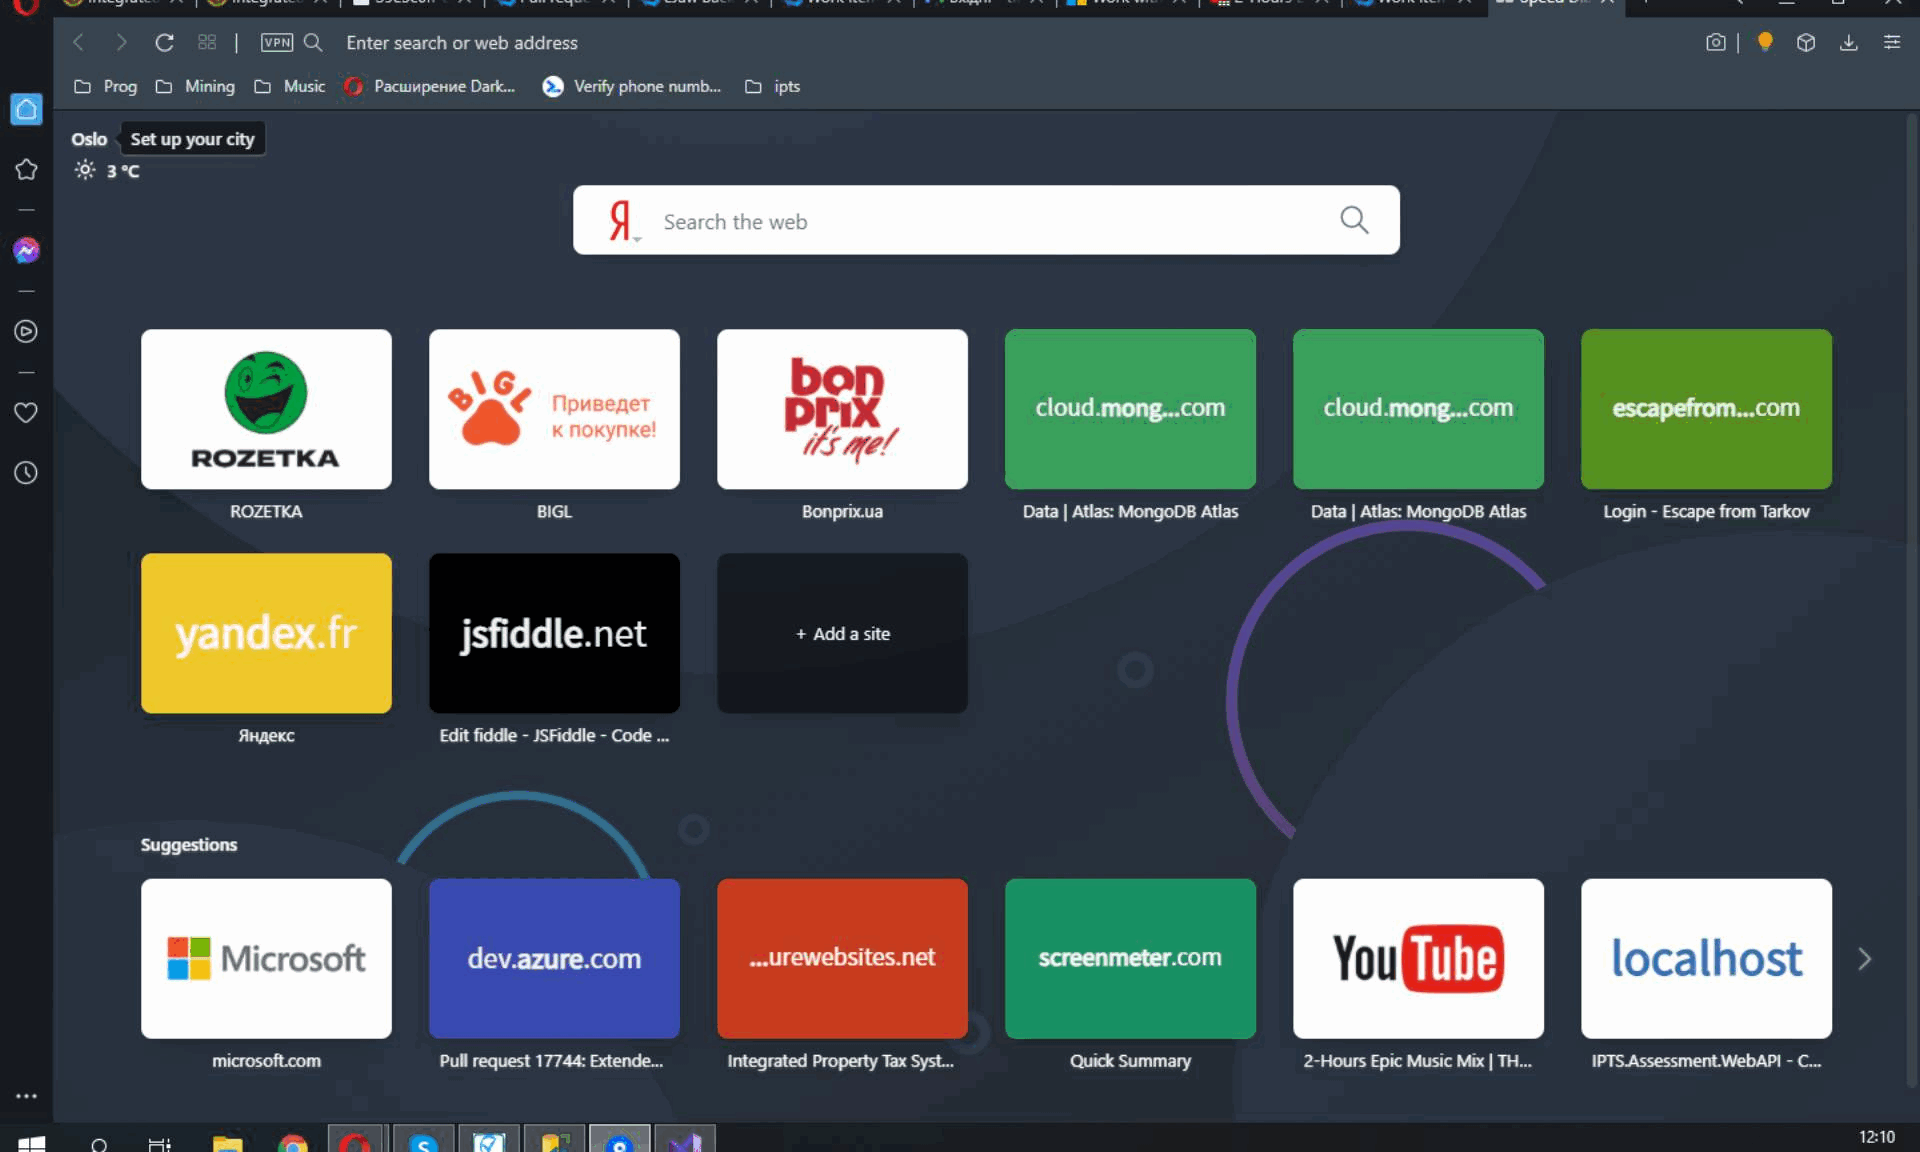 VPN
Enter search or web address
Prog
Mining
Music
Расширение Dark...
Verify phone numb...
ipts
Oslo
Set up your city
3 °C
Я
Search the web
ROZETKA
BIGL
Приведет
к покупке!
bon
prix
it's me!
cloud.mong...com
cloud.mong...com
escapefrom...com
ROZETKA
BIGL
Bonprix.ua
Data | Atlas: MongoDB Atlas
Data | Atlas: MongoDB Atlas
Login - Escape from Tarkov
yandex.fr
jsfiddle.net
+ Add a site
Яндекс
Edit fiddle - JSFiddle - Code ...
Suggestions
Microsoft
dev.azure.com
...urewebsites.net
screenmeter.com
YouTube
localhost
microsoft.com
Pull request 17744: Extende...
Integrated Property Tax Syst...
Quick Summary
2-Hours Epic Music Mix | TH...
IPTS.Assessment.WebAPI - C...
12:10